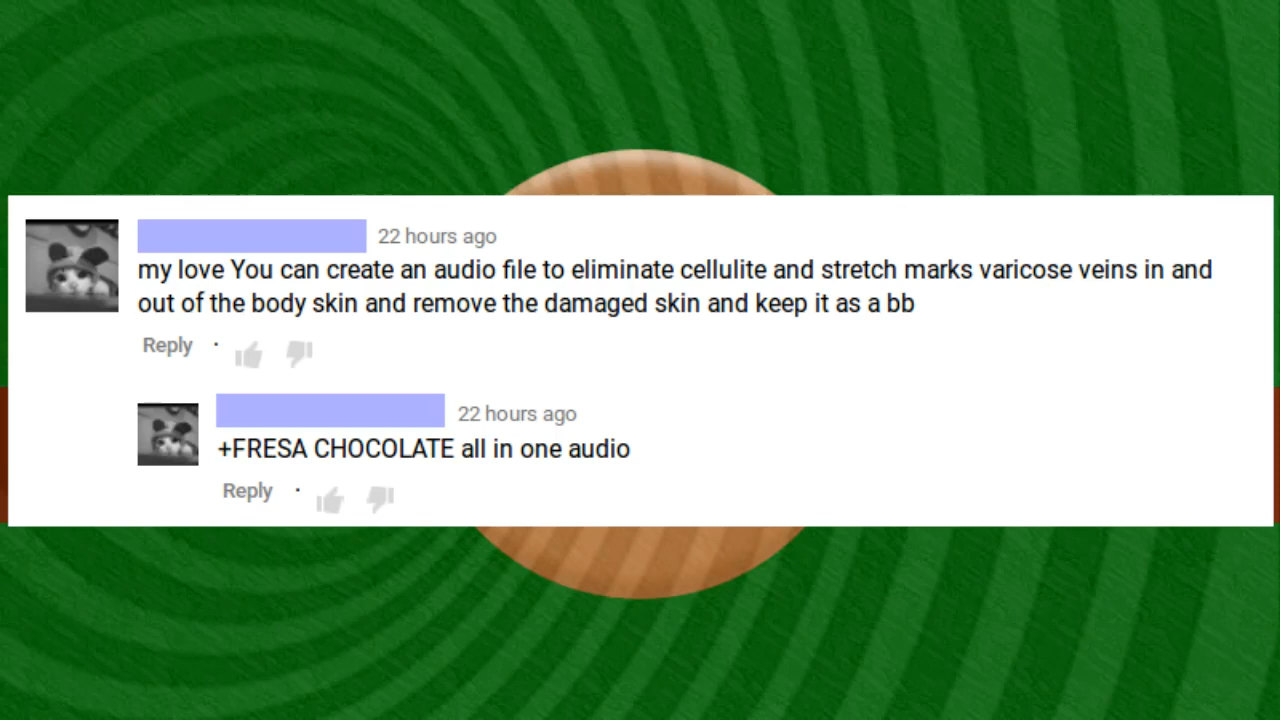 22 hours ago
my love You can create an audio file to eliminate cellulite and stretch marks varicose veins in and
out of the body skin and remove the damaged skin and keep it as a bb
Reply ·
22 hours ago
+FRESA CHOCOLATE all in one audio
Reply ·